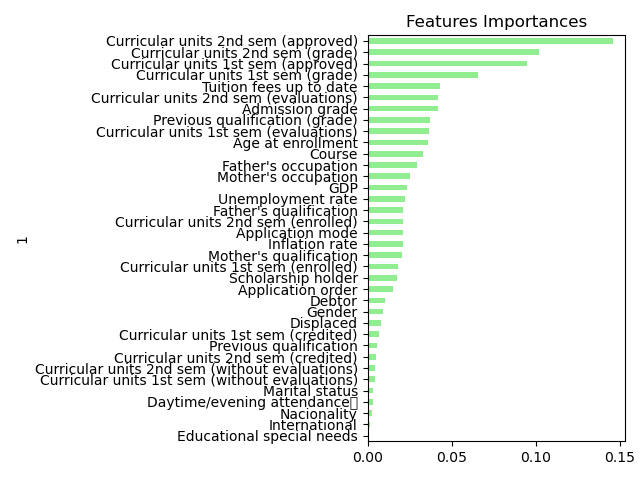 Features Importances
Curricular units 2nd sem (approved)
Curricular units 2nd sem (grade)
Curricular units 1st sem (approved)
Curricular units 1st sem (grade)
Tuition fees up to date
Curricular units 2nd sem (evaluations)
Admission grade
Previous qualification (grade)
Curricular units 1st sem (evaluations)
Age at enrollment
Course
Father's occupation
Mother's occupation
GDP
Unemployment rate
Father's qualification
Curricular units 2nd sem (enrolled)
Application mode
Inflation rate
Mother's qualification
Curricular units 1st sem (enrolled)
Scholarship holder
Application order
Debtor
Gender
Displaced
Curricular units 1st sem (credited)
Previous qualification
Curricular units 2nd sem (credited)
Curricular units 2nd sem (without evaluations)
Curricular units 1st sem (without evaluations)
Marital status
Daytime/evening attendance
Nacionality
International
Educational special needs
1
0.00 0.05 0.10 0.15